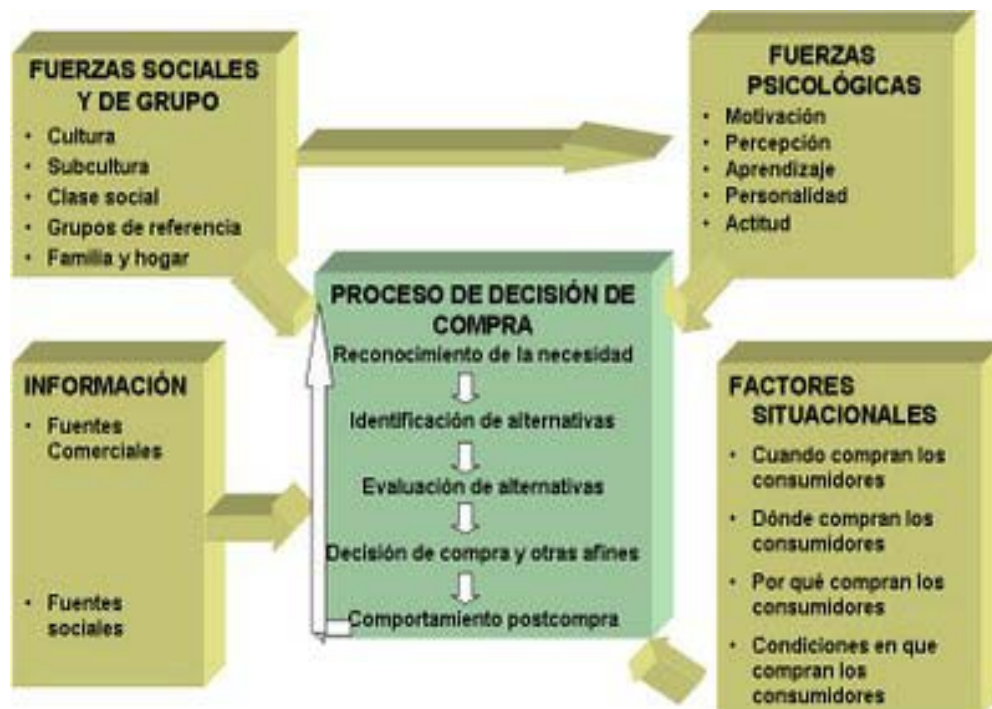 FUERZAS SOCIALES
Y DE GRUPO
• Cultura
• Subcultura
• Clase social
• Grupos de referencia
• Familia y hogar
FUERZAS
PSICOLÓGICAS
• Motivación
• Percepción
• Aprendizaje
• Personalidad
• Actitud
INFORMACIÓN
• Fuentes
Comerciales
• Fuentes
sociales
PROCESO DE DECISIÓN DE
COMPRA
Reconocimiento de la necesidad
Identificación de alternativas
Evaluación de alternativas
Decisión de compra y otras afines
Comportamiento postcompra
FACTORES
SITUACIONALES
• Cuando compran los
consumidores
• Dónde compran los
consumidores
• Por qué compran los
consumidores
• Condiciones en que
compran los
consumidores